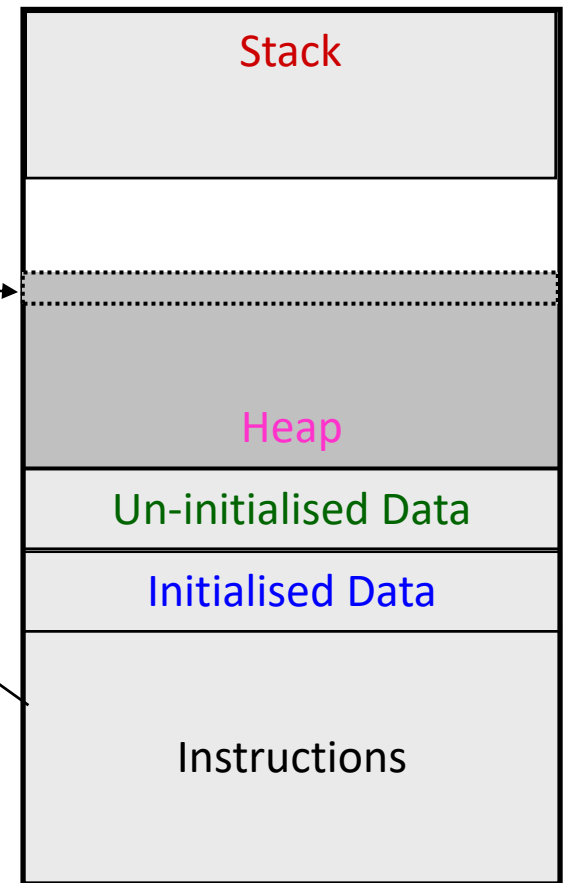 Stack
Heap
Un-initialised Data
Initialised Data
Instructions